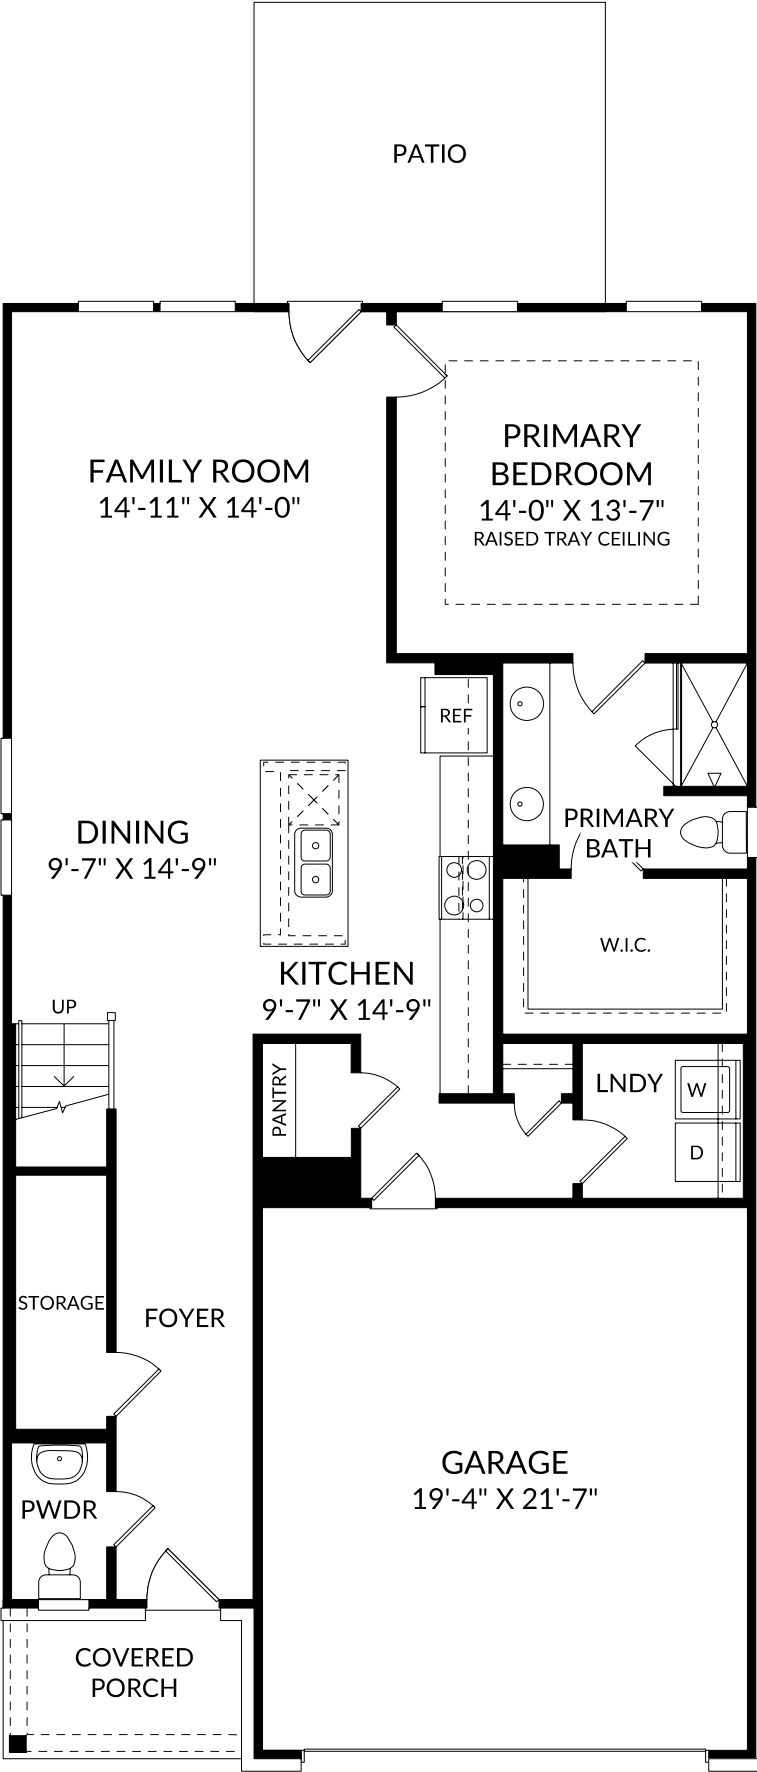 PATIO
FAMILY ROOM
14'-11" X 14'-0"
PRIMARY
BEDROOM
14'-0" X 13'-7"
RAISED TRAY CEILING
REF
DINING
9'-7" X 14'-9"
PRIMARY
BATH
W.I.C.
KITCHEN
9'-7" X 14'-9"
UP
PANTRY
LNDY
W
D
STORAGE
FOYER
GARAGE
19'-4" X 21'-7"
PWDR
COVERED
PORCH